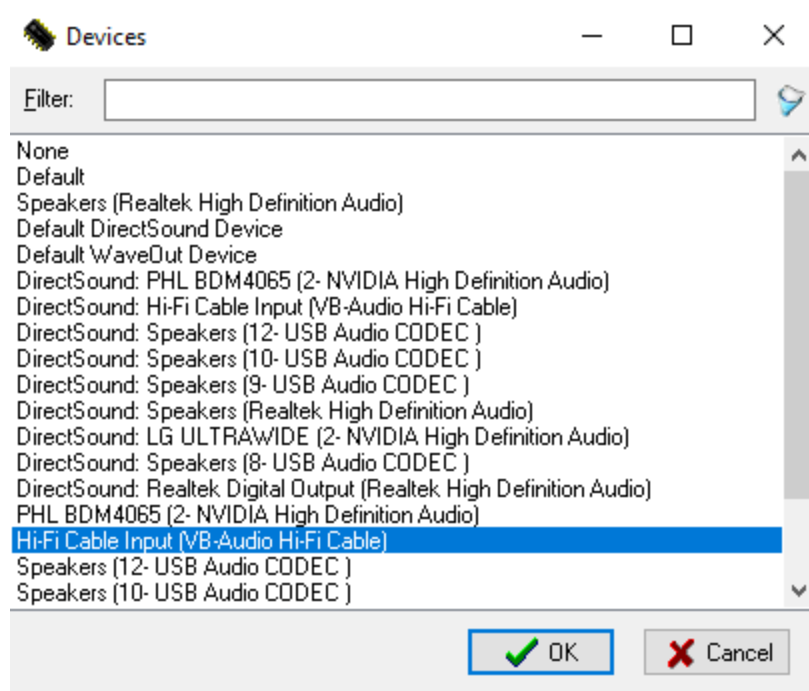 Devices
Filter:
None
Default
Speakers (Realtek High Definition Audio)
Default DirectSound Device
Default WaveOut Device
DirectSound: PHL BDM4065 (2- NVIDIA High Definition Audio)
DirectSound: Hi-Fi Cable Input (VB-Audio Hi-Fi Cable)
DirectSound: Speakers (12- USB Audio CODEC )
DirectSound: Speakers (10- USB Audio CODEC )
DirectSound: Speakers (9- USB Audio CODEC )
DirectSound: Speakers (Realtek High Definition Audio)
DirectSound: LG ULTRAWIDE (2- NVIDIA High Definition Audio)
DirectSound: Speakers (8- USB Audio CODEC )
DirectSound: Realtek Digital Output (Realtek High Definition Audio)
PHL BDM4065 (2- NVIDIA High Definition Audio)
Hi-Fi Cable Input (VB-Audio Hi-Fi Cable)
Speakers (12- USB Audio CODEC )
Speakers (10- USB Audio CODEC )
OK Cancel